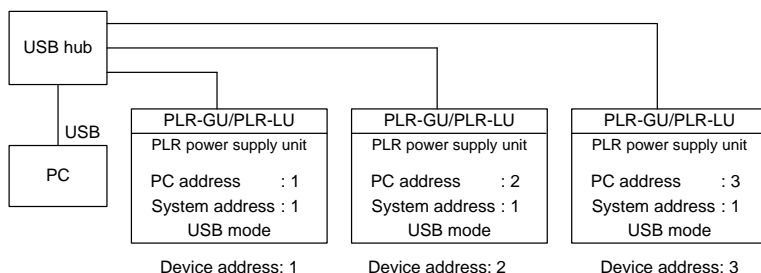 USB hub
USB
PC
PLR-GU/PLR-LU
PLR power supply unit
PC address : 1
System address : 1
USB mode
Device address: 1
PLR-GU/PLR-LU
PLR power supply unit
PC address : 2
System address : 1
USB mode
Device address: 2
PLR-GU/PLR-LU
PLR power supply unit
PC address : 3
System address : 1
USB mode
Device address: 3